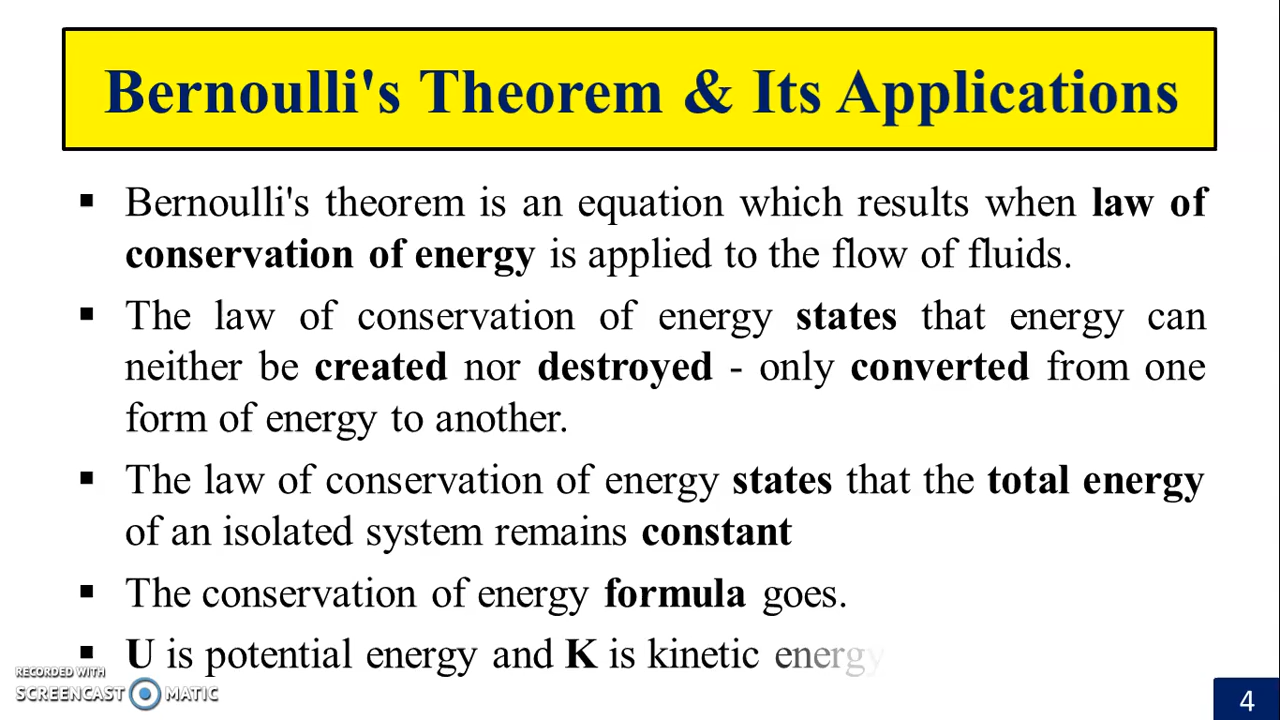 Bernoulli's Theorem & Its Applications
▪ Bernoulli's theorem is an equation which results when law of
conservation of energy is applied to the flow of fluids.
▪ The law of conservation of energy states that energy can
neither be created nor destroyed - only converted from one
form of energy to another.
▪ The law of conservation of energy states that the total energy
of an isolated system remains constant
▪ The conservation of energy formula goes.
▪ U is potential energy and K is kinetic energy
RECORDED WITH
SCREENCAST MATIC
4